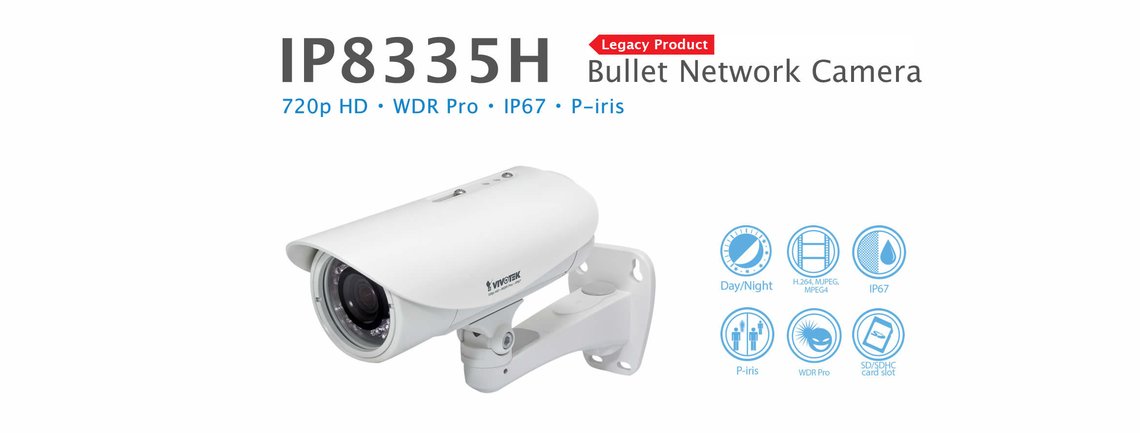 IP8335H
Legacy Product
Bullet Network Camera
720p HD • WDR Pro • IP67 • P-iris
VIVOTEK
Day/Night
H.264, MJPEG,
MPEG4
IP67
P-iris
WDR Pro
SD/SDHC
card slot